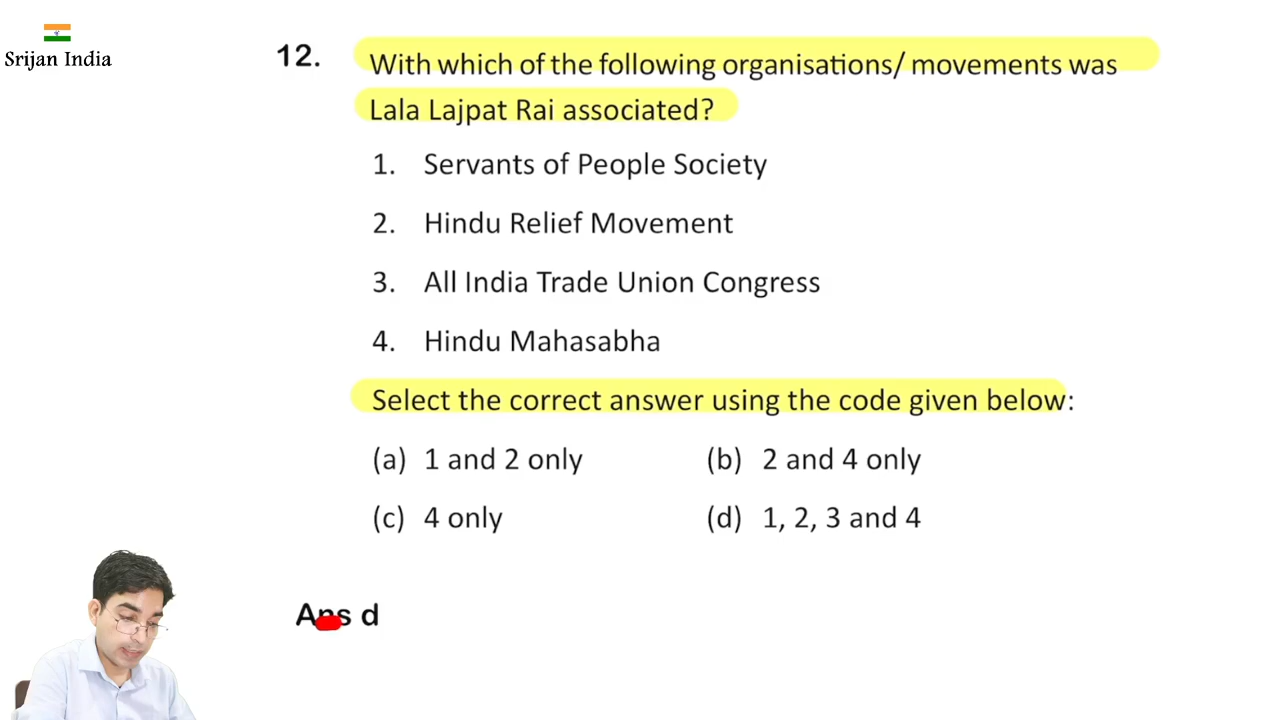 Srijan India
12. With which of the following organisations/ movements was
Lala Lajpat Rai associated?
1. Servants of People Society
2. Hindu Relief Movement
3. All India Trade Union Congress
4. Hindu Mahasabha
Select the correct answer using the code given below:
(a) 1 and 2 only (b) 2 and 4 only
(c) 4 only (d) 1, 2, 3 and 4
Ans d